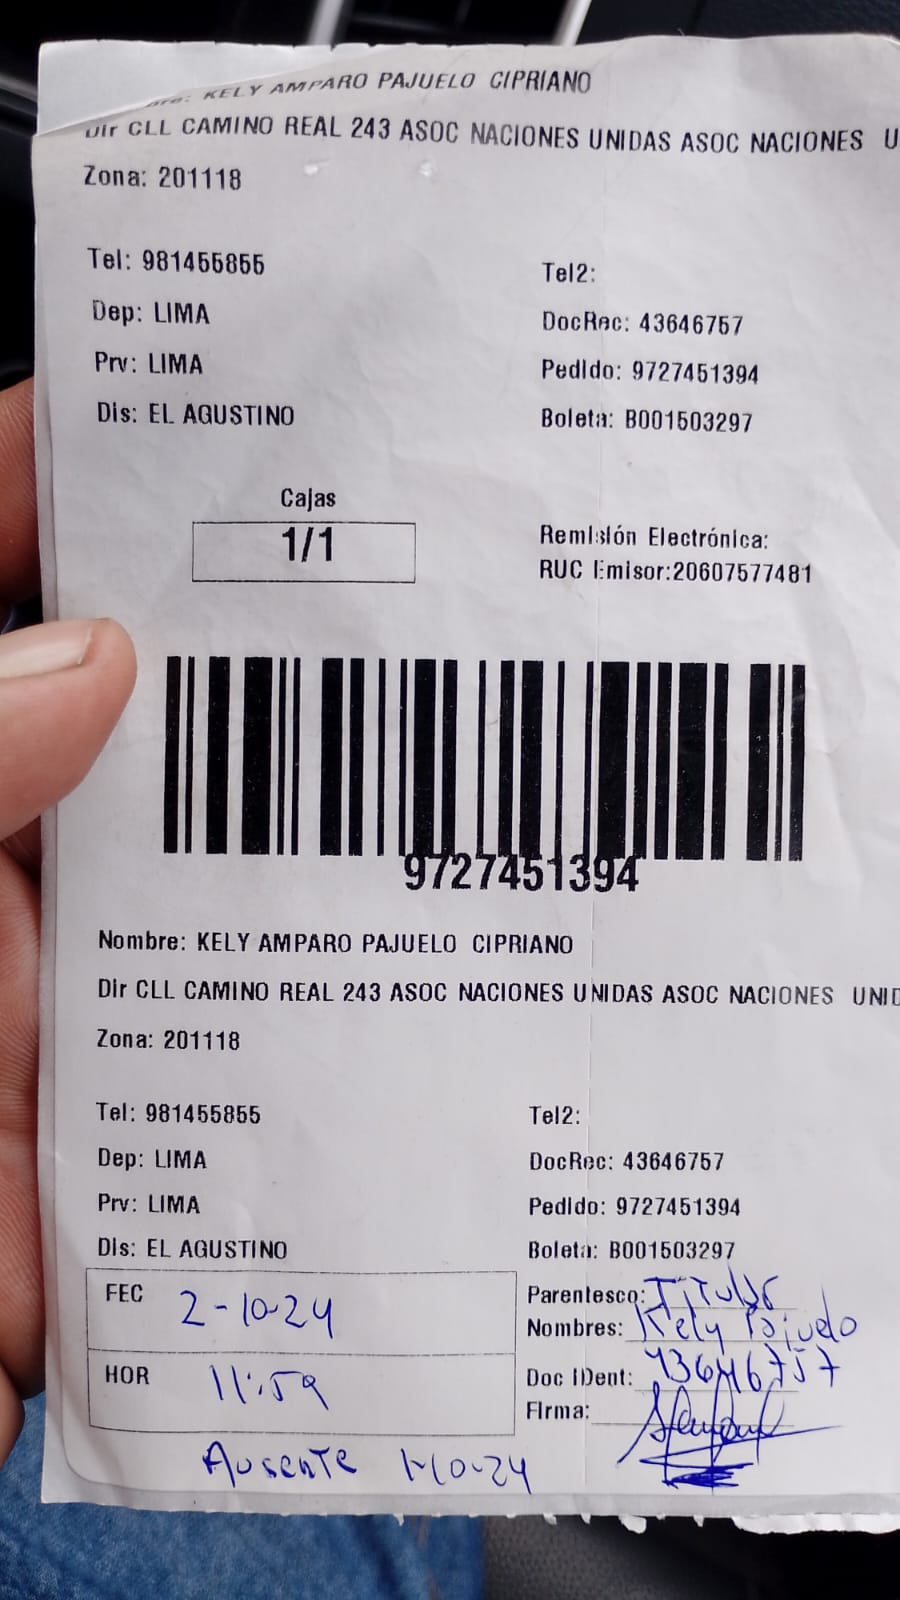 KELY AMPARO PAJUELO CIPRIANO
Dir CLL CAMINO REAL 243 ASOC NACIONES UNIDAS ASOC NACIONES U
Zona: 201118
Tel: 981455855 Tel2:
Dep: LIMA DocRec: 43646757
Prv: LIMA Pedido: 9727451394
Dis: EL AGUSTINO Boleta: B001503297
Cajas
1/1
Remisión Electrónica:
RUC Emisor:20607577481
9727451394
Nombre: KELY AMPARO PAJUELO CIPRIANO
Dir CLL CAMINO REAL 243 ASOC NACIONES UNIDAS ASOC NACIONES UNID
Zona: 201118
Tel: 981455855 Tel2:
Dep: LIMA DocRec: 43646757
Prv: LIMA Pedido: 9727451394
Dis: EL AGUSTINO Boleta: B001503297
FEC 2-10-24 Parentesco: Titular
Nombres: Kely Pajuelo
HOR 11:59 Doc IDent: 43646757
Firma:
Ausente 1-10-24